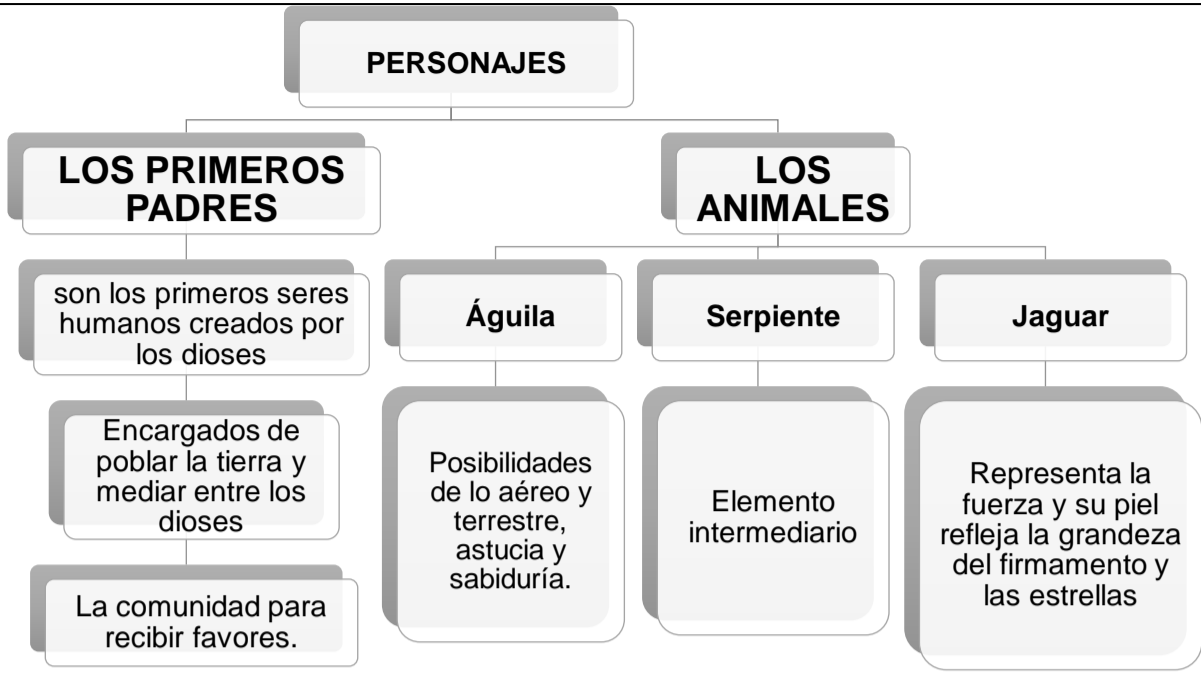 PERSONAJES
LOS PRIMEROS
PADRES
son los primeros seres
humanos creados por
los dioses
Encargados de
poblar la tierra y
mediar entre los
dioses
La comunidad para
recibir favores.
LOS
ANIMALES
Águila
Posibilidades
de lo aéreo y
terrestre,
astucia y
sabiduría.
Serpiente
Elemento
intermediario
Jaguar
Representa la
fuerza y su piel
refleja la grandeza
del firmamento y
las estrellas